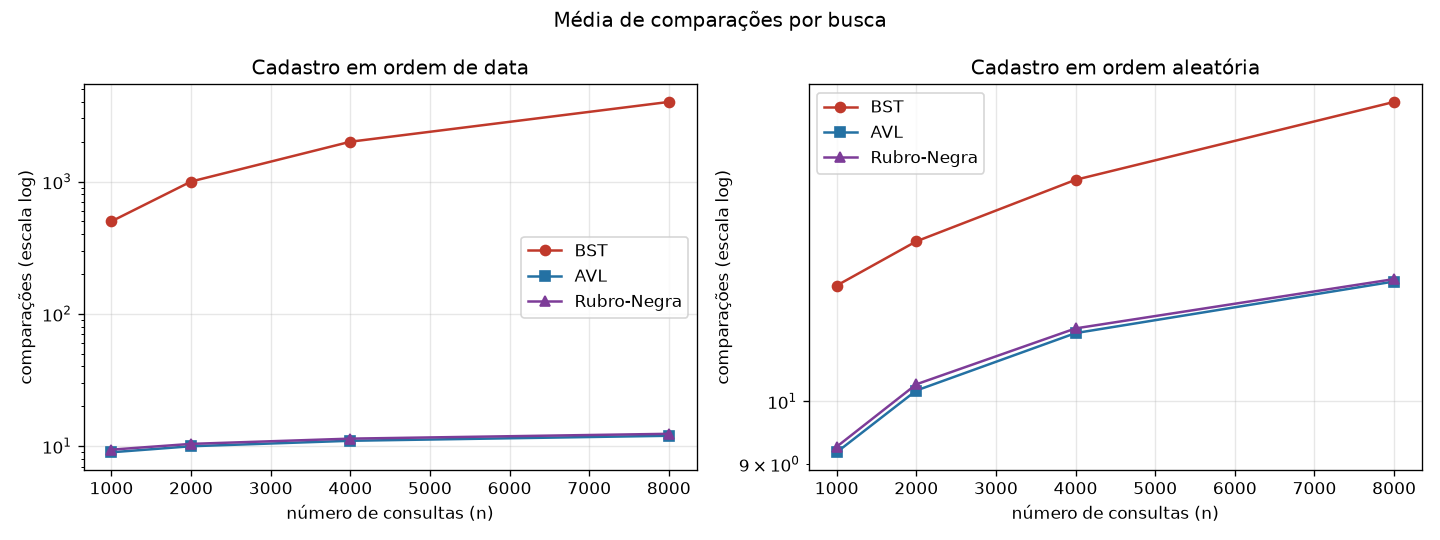 Média de comparações por busca
Cadastro em ordem de data
comparações (escala log)
10³
10²
10¹
BST
AVL
Rubro-Negra
1000 2000 3000 4000 5000 6000 7000 8000
número de consultas (n)
Cadastro em ordem aleatória
comparações (escala log)
BST
AVL
Rubro-Negra
10¹
9 × 10⁰
1000 2000 3000 4000 5000 6000 7000 8000
número de consultas (n)